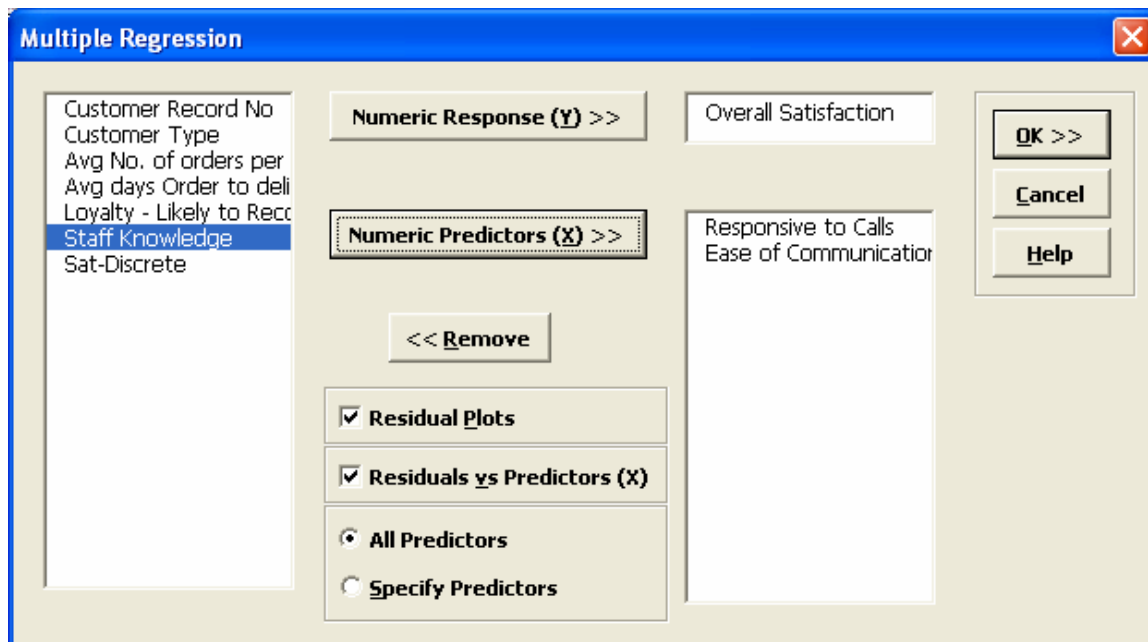 Multiple Regression
Customer Record No
Customer Type
Avg No. of orders per
Avg days Order to deli
Loyalty - Likely to Reco
Staff Knowledge
Sat-Discrete
Numeric Response (Y) >>
Numeric Predictors (X) >>
<< Remove
Residual Plots
Residuals vs Predictors (X)
All Predictors
Specify Predictors
Overall Satisfaction
Responsive to Calls
Ease of Communication
OK >>
Cancel
Help